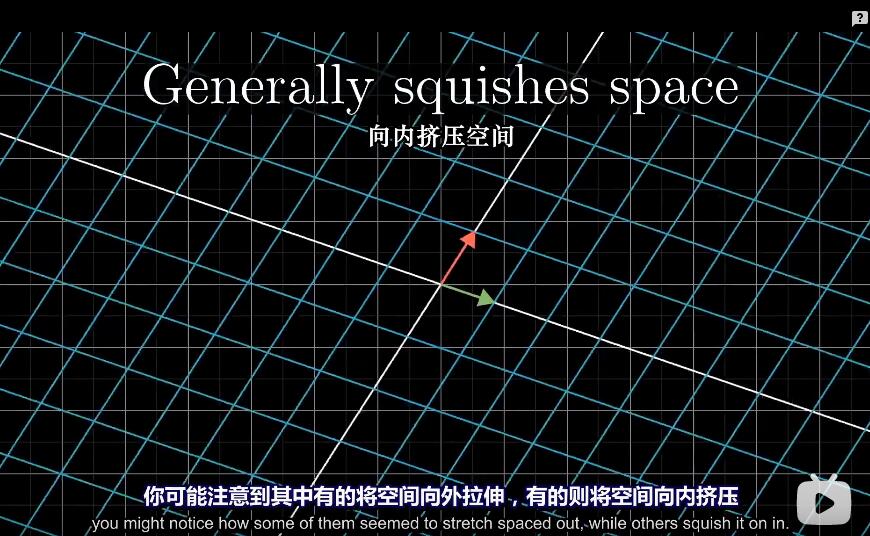 ?
Generally squishes space
向内挤压空间
你可能注意到其中有的将空间向外拉伸，有的则将空间向内挤压
you might notice how some of them seemed to stretch spaced out, while others squish it on in.